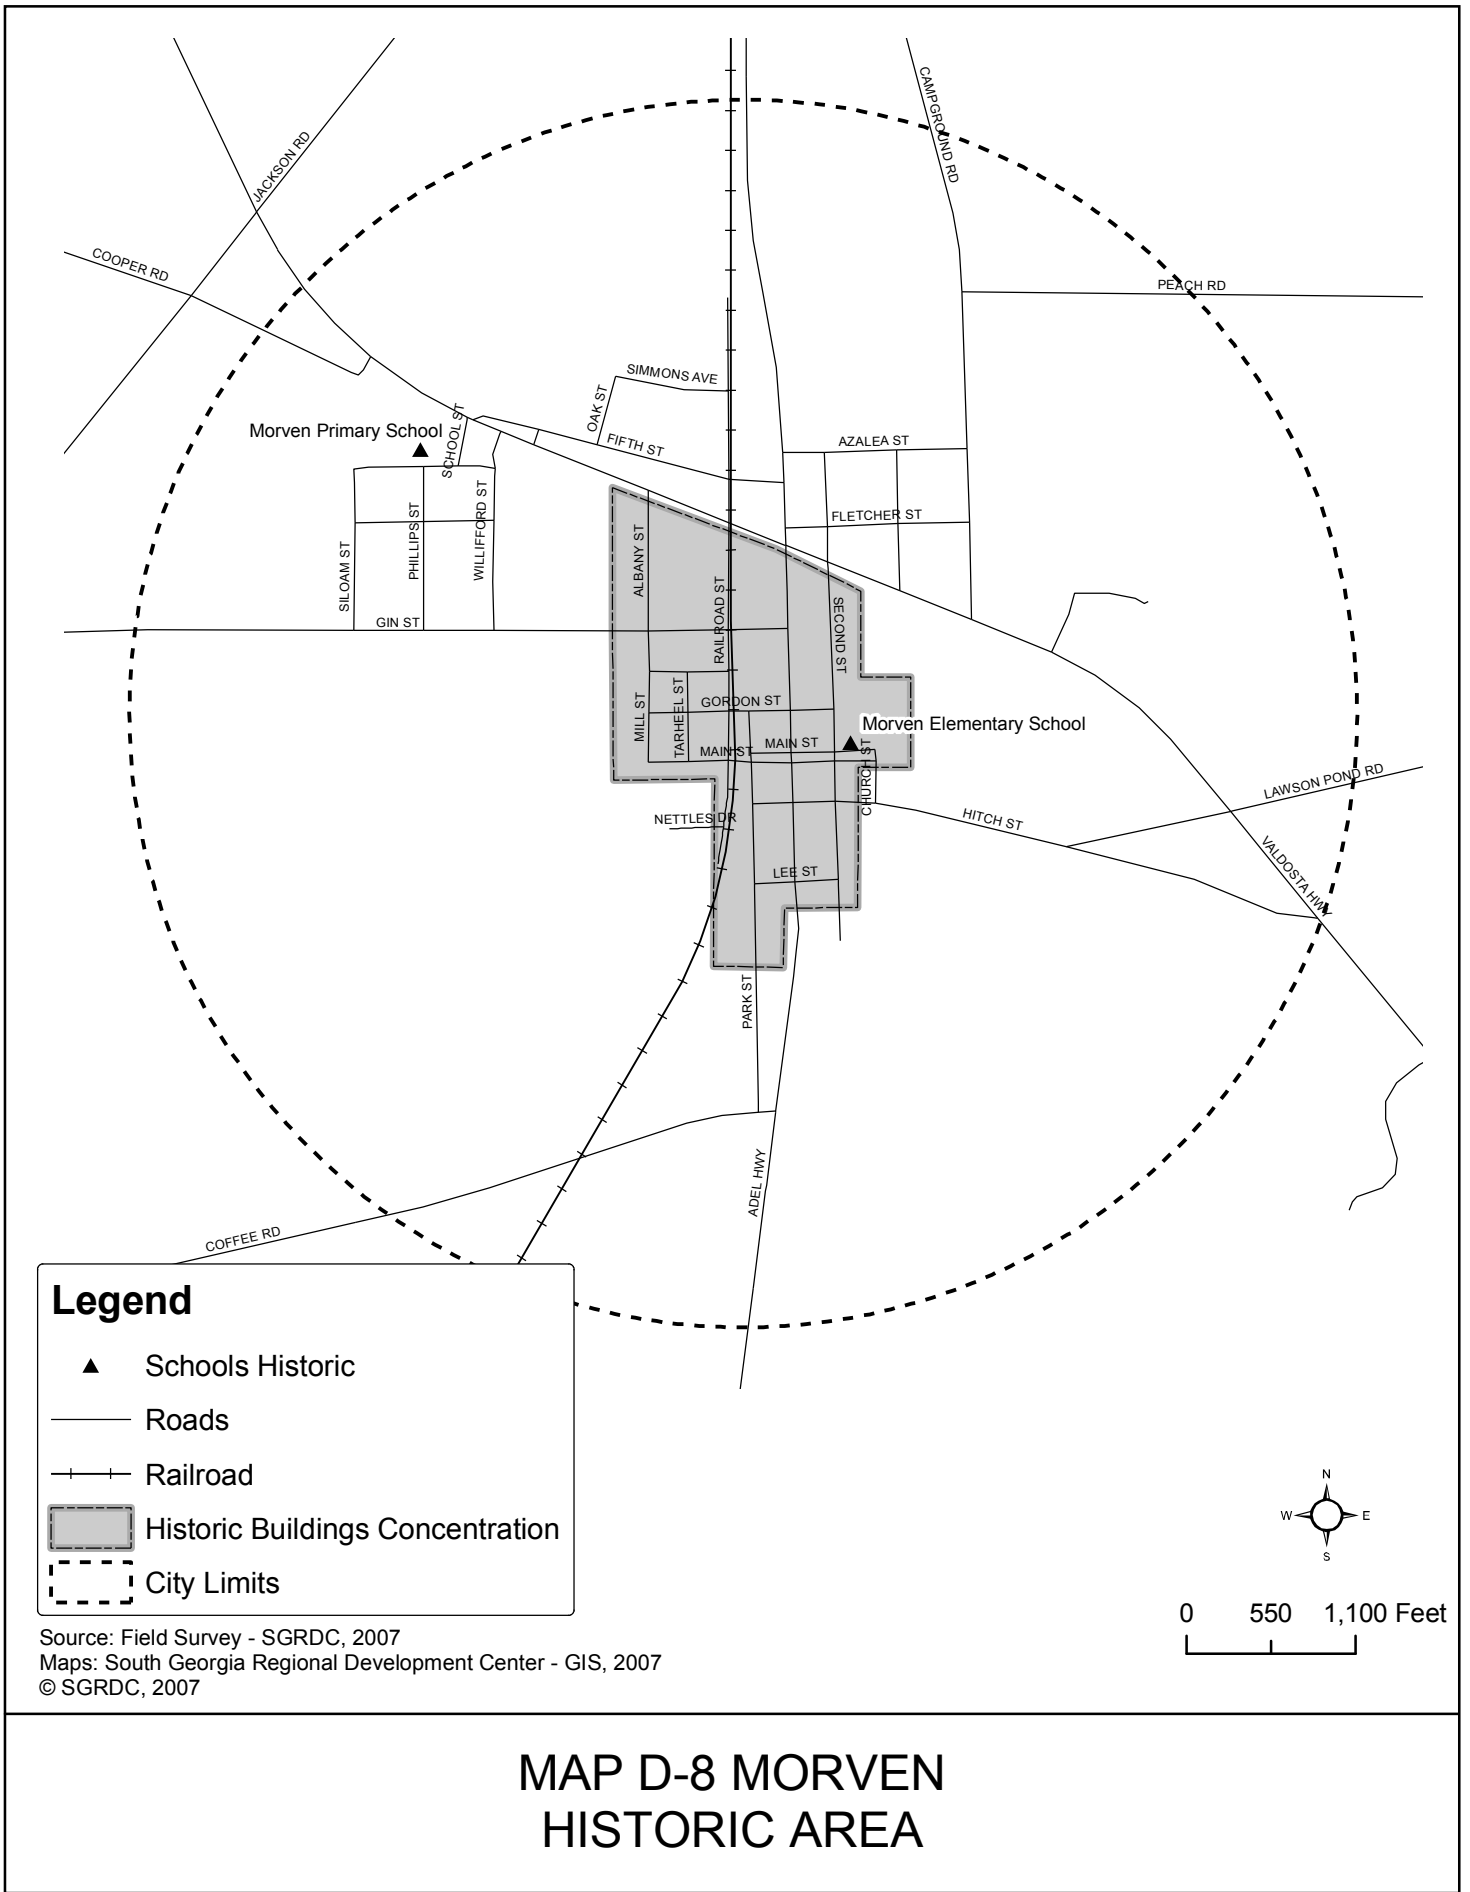 CAMPGROUND RD
JACKSON RD
COOPER RD
PEACH RD
SIMMONS AVE
OAK ST
SCHOOL ST
Morven Primary School
FIFTH ST
AZALEA ST
FLETCHER ST
SILOAM ST
PHILLIPS ST
WILLIFFORD ST
ALBANY ST
RAILROAD ST
SECOND ST
GIN ST
MILL ST
TARHEEL ST
GORDON ST
Morven Elementary School
MAIN ST
MAIN ST
CHURCH ST
LAWSON POND RD
NETTLES DR
HITCH ST
VALDOSTA HWY
LEE ST
PARK ST
ADEL HWY
COFFEE RD
Legend
Schools Historic
Roads
Railroad
Historic Buildings Concentration
City Limits
N
W E
S
0 550 1,100 Feet
Source: Field Survey - SGRDC, 2007
Maps: South Georgia Regional Development Center - GIS, 2007
© SGRDC, 2007
MAP D-8 MORVEN
HISTORIC AREA